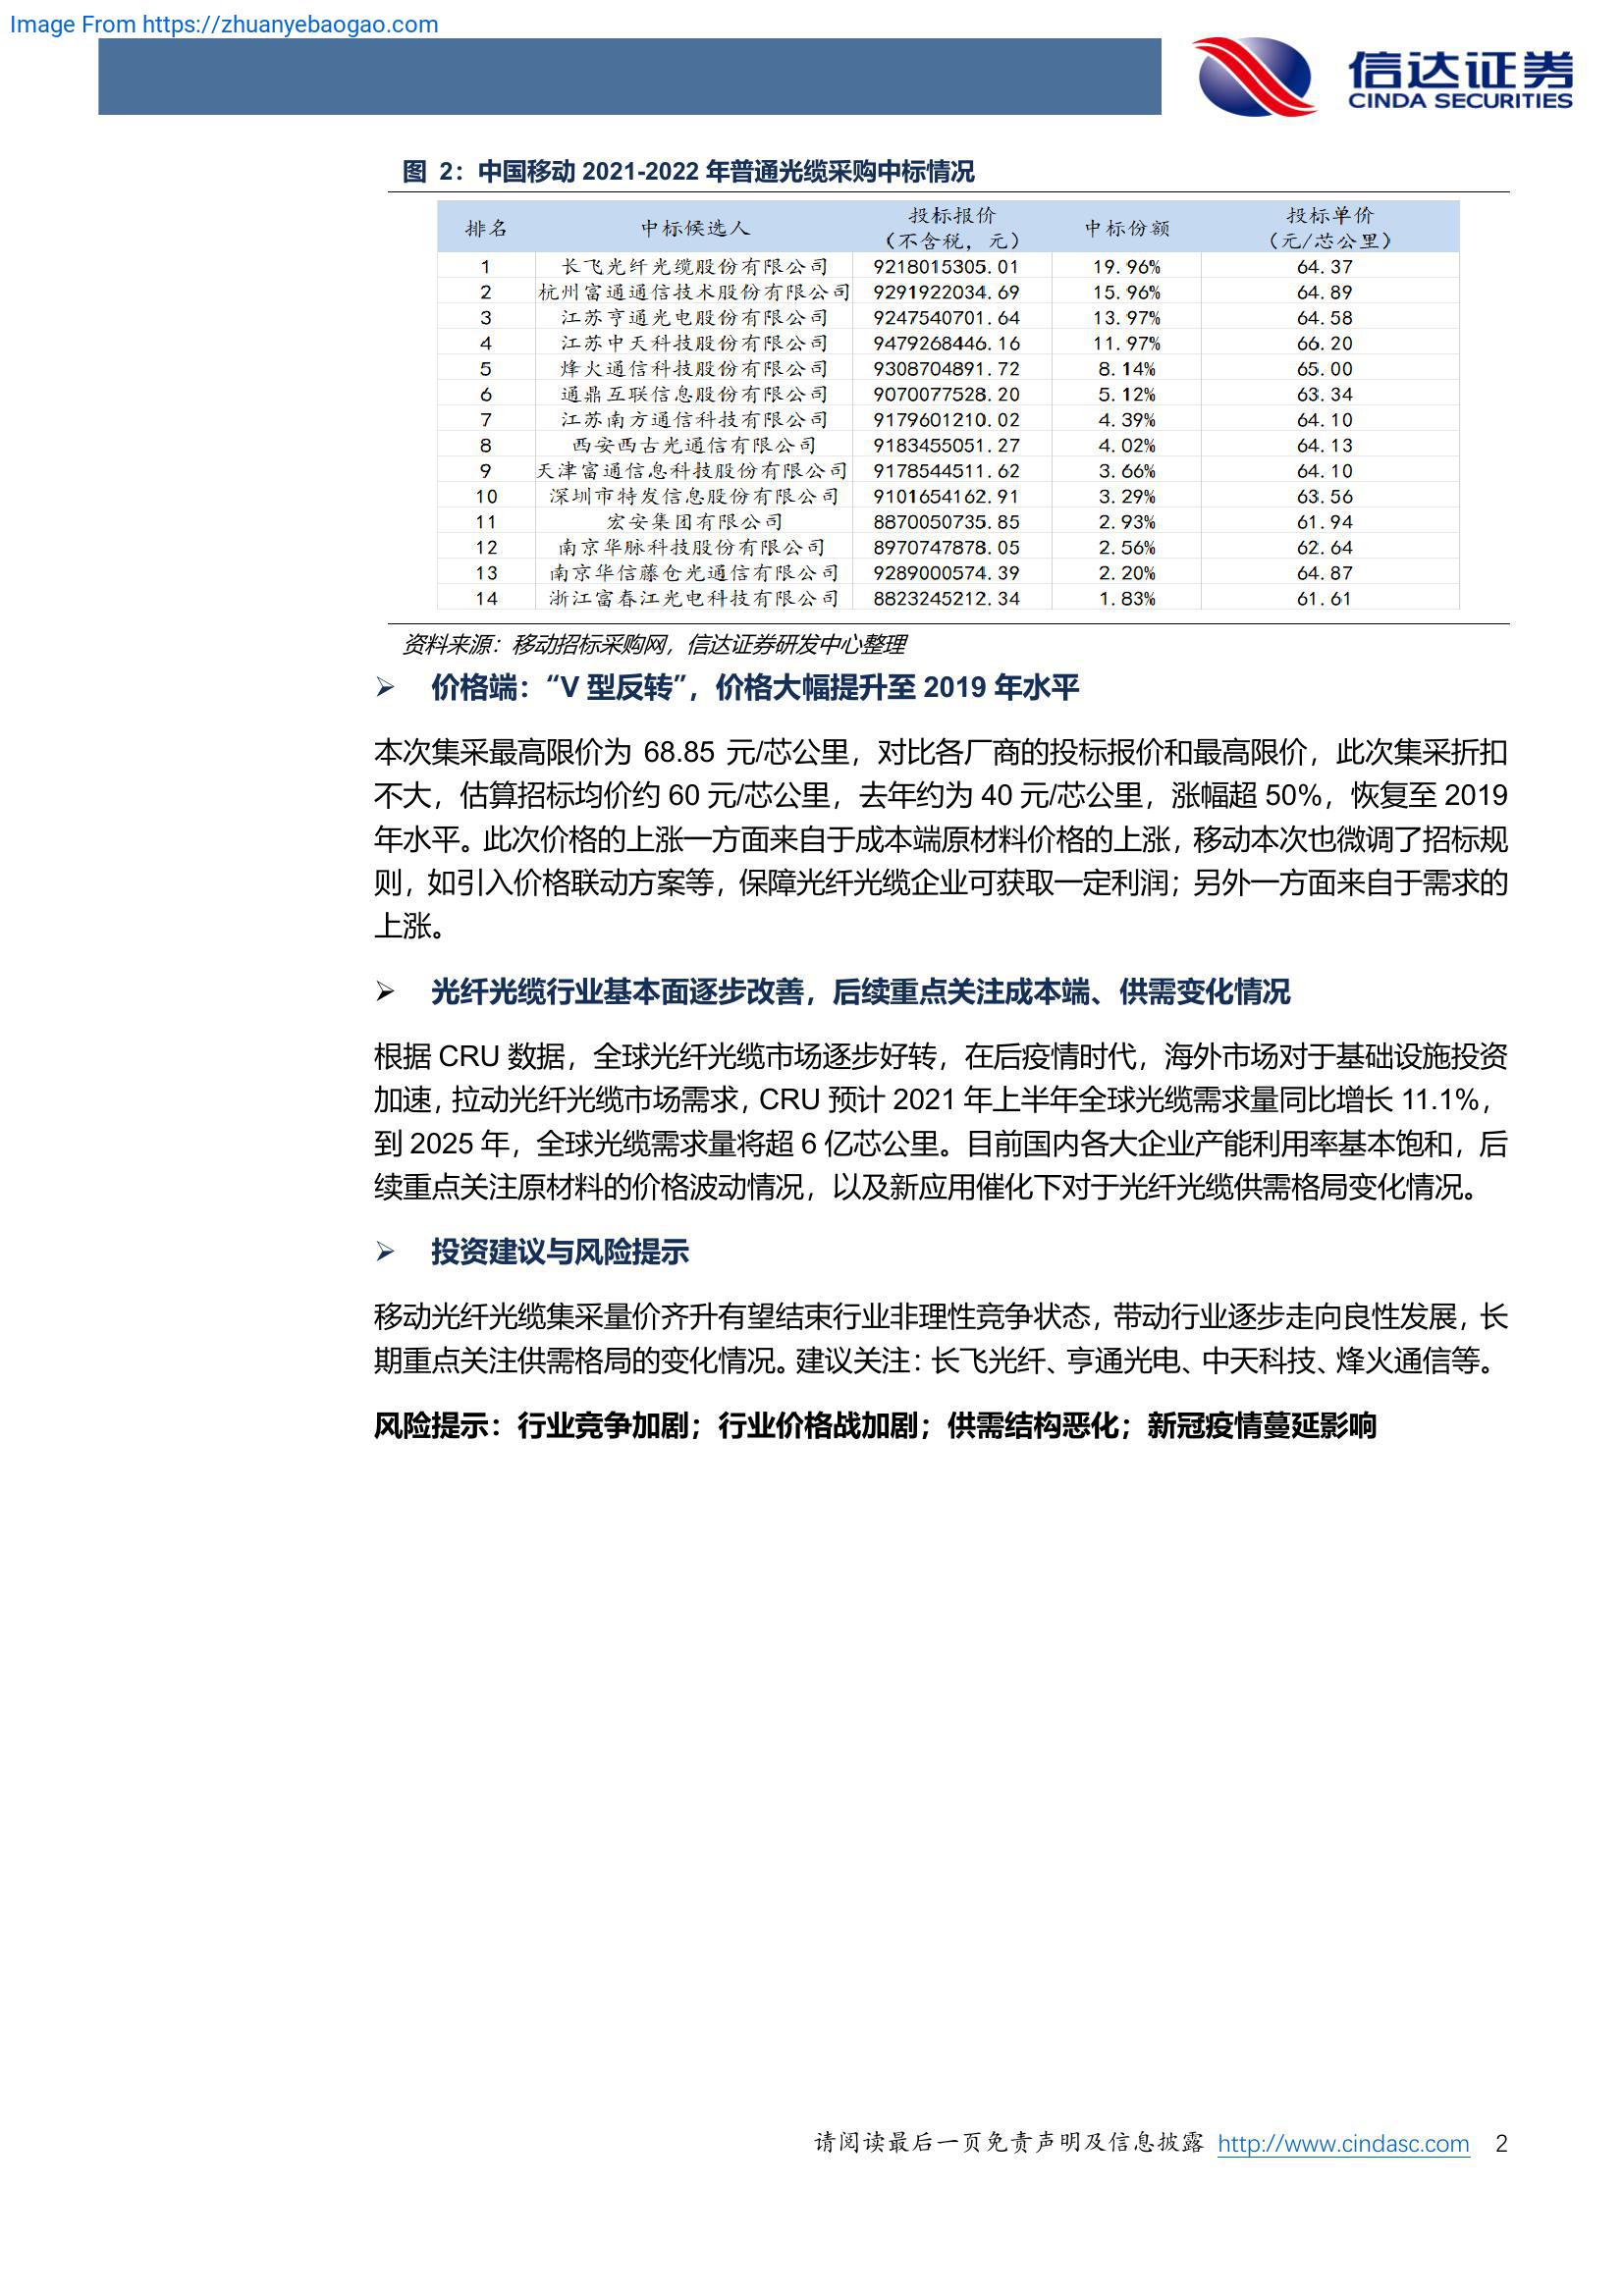 Image From https://zhuanyebaogao.com
信达证券
CINDA SECURITIES
图 2：中国移动 2021-2022 年普通光缆采购中标情况
排名 中标候选人 投标报价（不含税，元） 中标份额 投标单价（元/芯公里）
1 长飞光纤光缆股份有限公司 9218015305.01 19.96% 64.37
2 杭州富通通信技术股份有限公司 9291922034.69 15.96% 64.89
3 江苏亨通光电股份有限公司 9247540701.64 13.97% 64.58
4 江苏中天科技股份有限公司 9479268446.16 11.97% 66.20
5 烽火通信科技股份有限公司 9308704891.72 8.14% 65.00
6 通鼎互联信息股份有限公司 9070077528.20 5.12% 63.34
7 江苏南方通信科技有限公司 9179601210.02 4.39% 64.10
8 西安西古光通信有限公司 9183455051.27 4.02% 64.13
9 天津富通信息科技股份有限公司 9178544511.62 3.66% 64.10
10 深圳市特发信息股份有限公司 9101654162.91 3.29% 63.56
11 宏安集团有限公司 8870050735.85 2.93% 61.94
12 南京华脉科技股份有限公司 8970747878.05 2.56% 62.64
13 南京华信藤仓光通信有限公司 9289000574.39 2.20% 64.87
14 浙江富春江光电科技有限公司 8823245212.34 1.83% 61.61
资料来源：移动招标采购网，信达证券研发中心整理
➢ 价格端：“V 型反转”，价格大幅提升至 2019 年水平
本次集采最高限价为 68.85 元/芯公里，对比各厂商的投标报价和最高限价，此次集采折扣
不大，估算招标均价约 60 元/芯公里，去年约为 40 元/芯公里，涨幅超 50%，恢复至 2019
年水平。此次价格的上涨一方面来自于成本端原材料价格的上涨，移动本次也微调了招标规
则，如引入价格联动方案等，保障光纤光缆企业可获取一定利润；另外一方面来自于需求的
上涨。
➢ 光纤光缆行业基本面逐步改善，后续重点关注成本端、供需变化情况
根据 CRU 数据，全球光纤光缆市场逐步好转，在后疫情时代，海外市场对于基础设施投资
加速，拉动光纤光缆市场需求，CRU 预计 2021 年上半年全球光缆需求量同比增长 11.1%，
到 2025 年，全球光缆需求量将超 6 亿芯公里。目前国内各大企业产能利用率基本饱和，后
续重点关注原材料的价格波动情况，以及新应用催化下对于光纤光缆供需格局变化情况。
➢ 投资建议与风险提示
移动光纤光缆集采量价齐升有望结束行业非理性竞争状态，带动行业逐步走向良性发展，长
期重点关注供需格局的变化情况。建议关注：长飞光纤、亨通光电、中天科技、烽火通信等。
风险提示：行业竞争加剧；行业价格战加剧；供需结构恶化；新冠疫情蔓延影响
请阅读最后一页免责声明及信息披露 http://www.cindasc.com 2